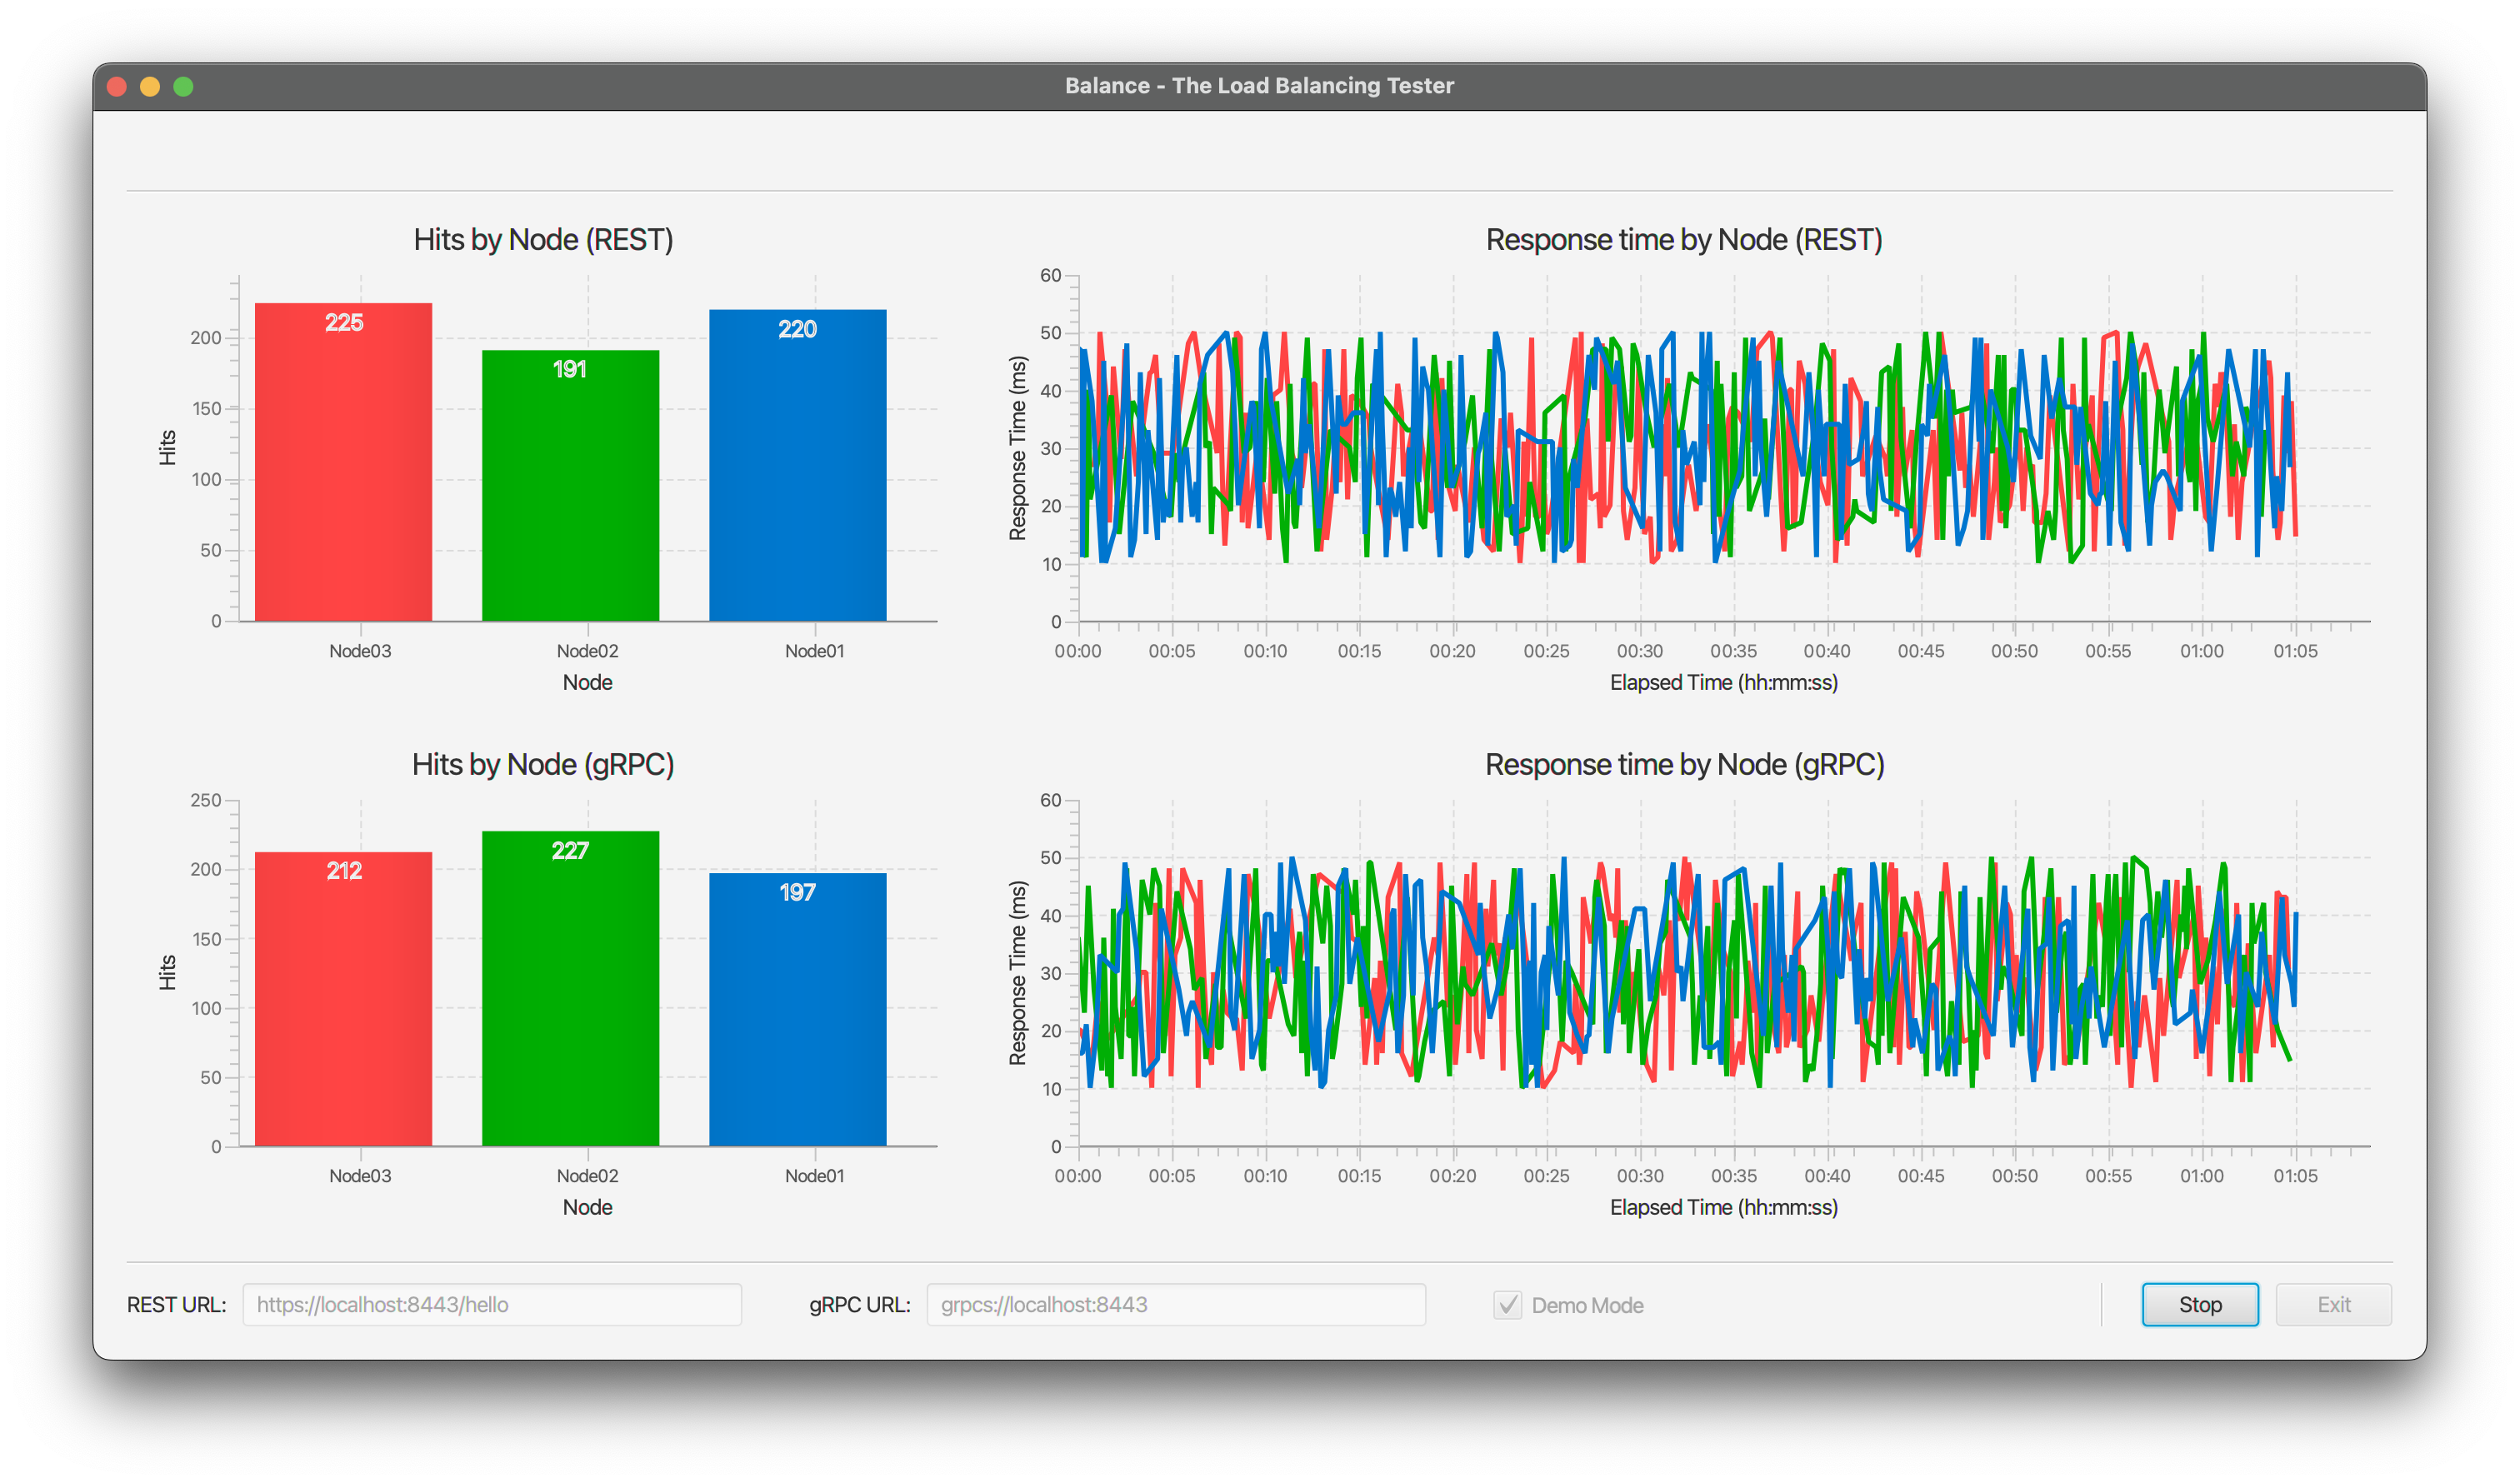 Balance - The Load Balancing Tester
Hits by Node (REST)
Hits
200
150
100
50
0
225
191
220
Node03
Node02
Node01
Node
Response time by Node (REST)
Response Time (ms)
60
50
40
30
20
10
0
00:00 00:05 00:10 00:15 00:20 00:25 00:30 00:35 00:40 00:45 00:50 00:55 01:00 01:05
Elapsed Time (hh:mm:ss)
Hits by Node (gRPC)
Hits
250
200
150
100
50
0
212
227
197
Node03
Node02
Node01
Node
Response time by Node (gRPC)
Response Time (ms)
60
50
40
30
20
10
0
00:00 00:05 00:10 00:15 00:20 00:25 00:30 00:35 00:40 00:45 00:50 00:55 01:00 01:05
Elapsed Time (hh:mm:ss)
REST URL: https://localhost:8443/hello gRPC URL: grpcs://localhost:8443 Demo Mode Stop Exit